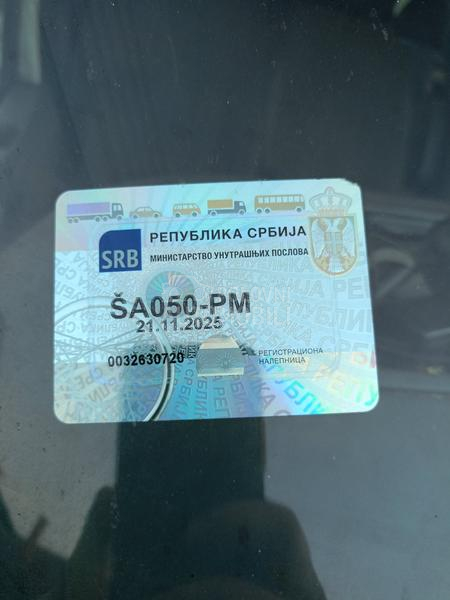 SRB
РЕПУБЛИКА СРБИЈА
МИНИСТАРСТВО УНУТРАШЊИХ ПОСЛОВА
ŠA050-PM
21.11.2025
0032630720
РЕГИСТРАЦИОНА
НАЛЕПНИЦА